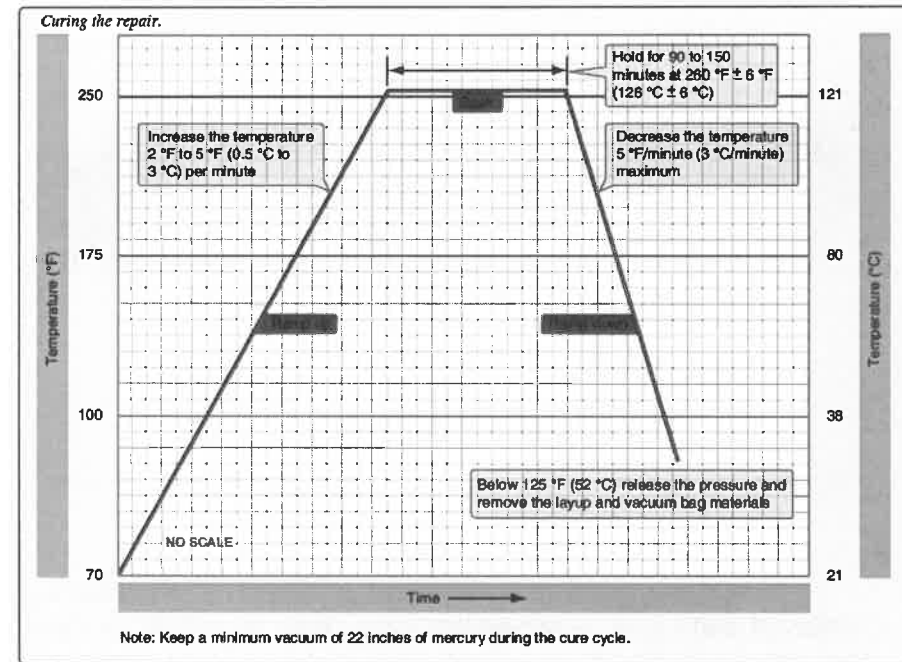 Curing the repair.
Hold for 90 to 150
minutes at 260 °F ± 6 °F
(126 °C ± 6 °C)
250
121
Increase the temperature
2 °F to 5 °F (0.5 °C to
3 °C) per minute
Decrease the temperature
5 °F/minute (3 °C/minute)
maximum
Temperature (°F)
175
80
Temperature (°C)
Ramp up
Ramp down
100
38
Below 125 °F (52 °C) release the pressure and
remove the layup and vacuum bag materials
NO SCALE
70
21
Time
Note: Keep a minimum vacuum of 22 inches of mercury during the cure cycle.